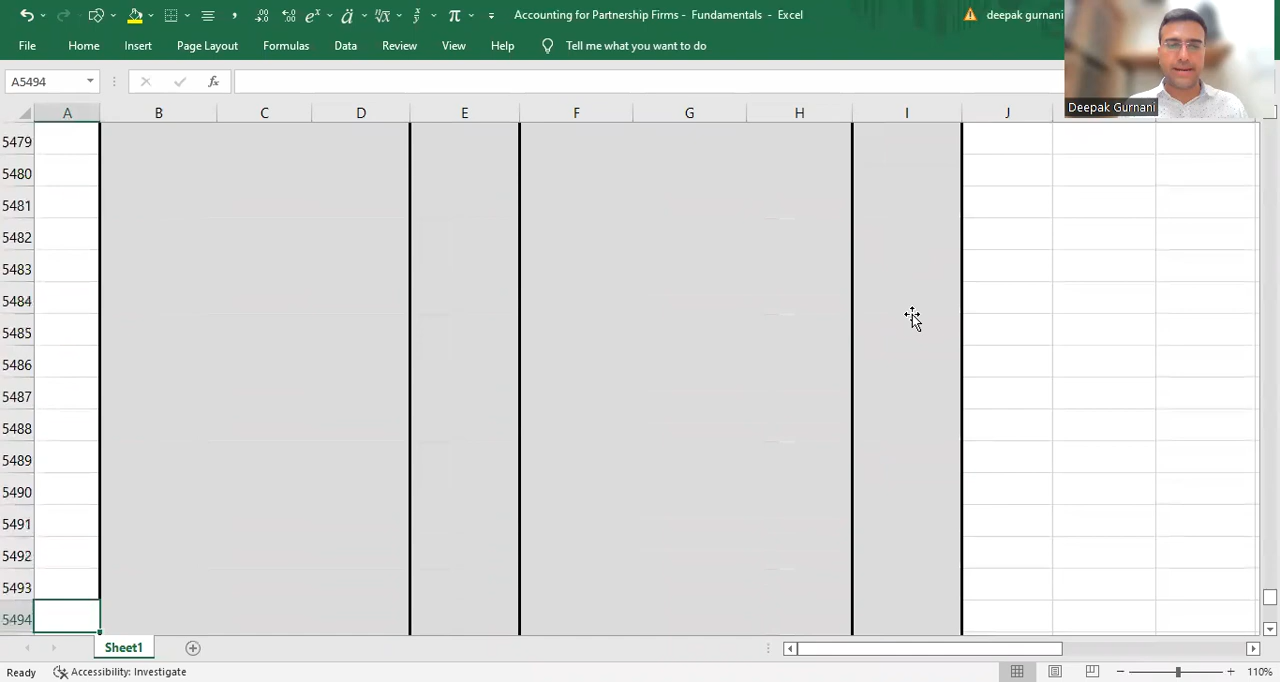 Accounting for Partnership Firms - Fundamentals - Excel
deepak gurnani
File Home Insert Page Layout Formulas Data Review View Help Tell me what you want to do
A5494 fx
Deepak Gurnani
A B C D E F G H I J
5479
5480
5481
5482
5483
5484
5485
5486
5487
5488
5489
5490
5491
5492
5493
5494
Sheet1
Ready Accessibility: Investigate 110%